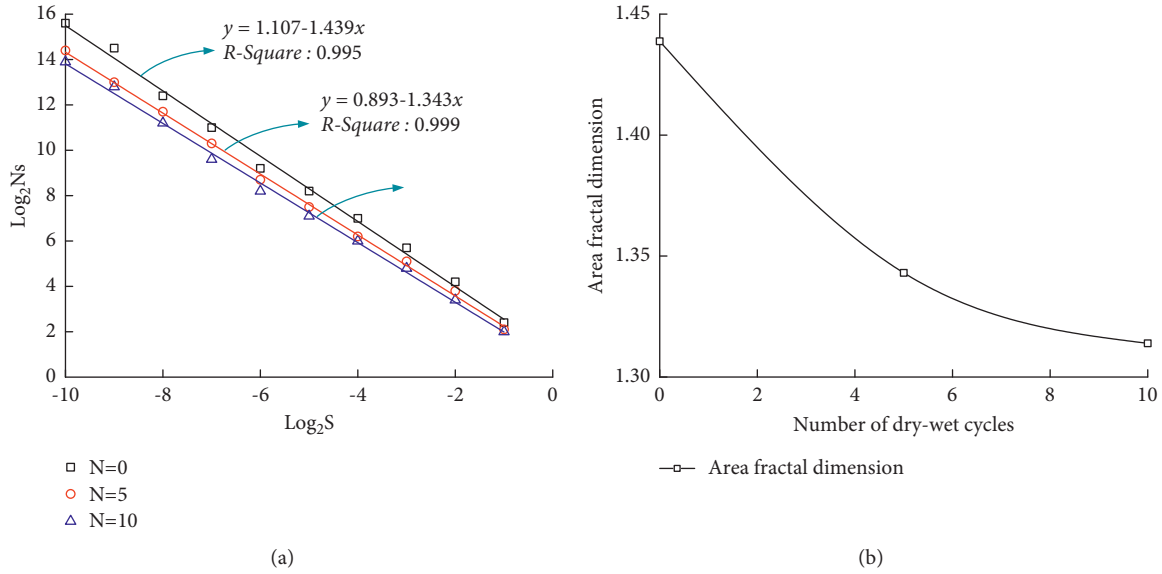 16
14
12
10
8
6
4
2
0
Log₂Ns
-10
-8
-6
-4
-2
0
Log₂S
y = 1.107-1.439x
R-Square : 0.995
y = 0.893-1.343x
R-Square : 0.999
N=0
N=5
N=10
(a)
1.45
1.40
1.35
1.30
Area fractal dimension
0
2
4
6
8
10
Number of dry-wet cycles
Area fractal dimension
(b)